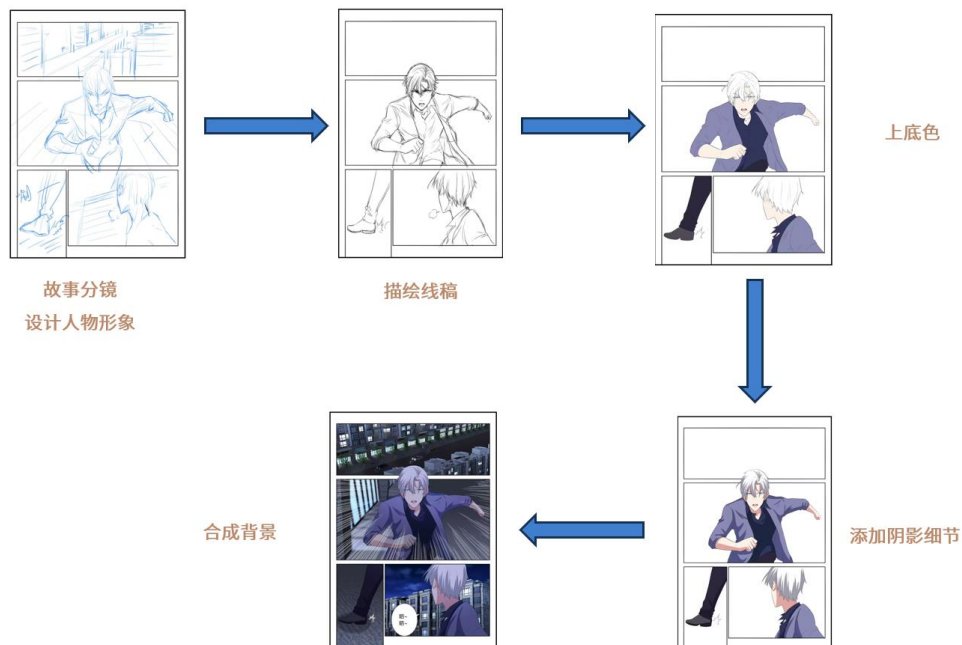 故事分镜
设计人物形象
描绘线稿
上底色
添加阴影细节
合成背景